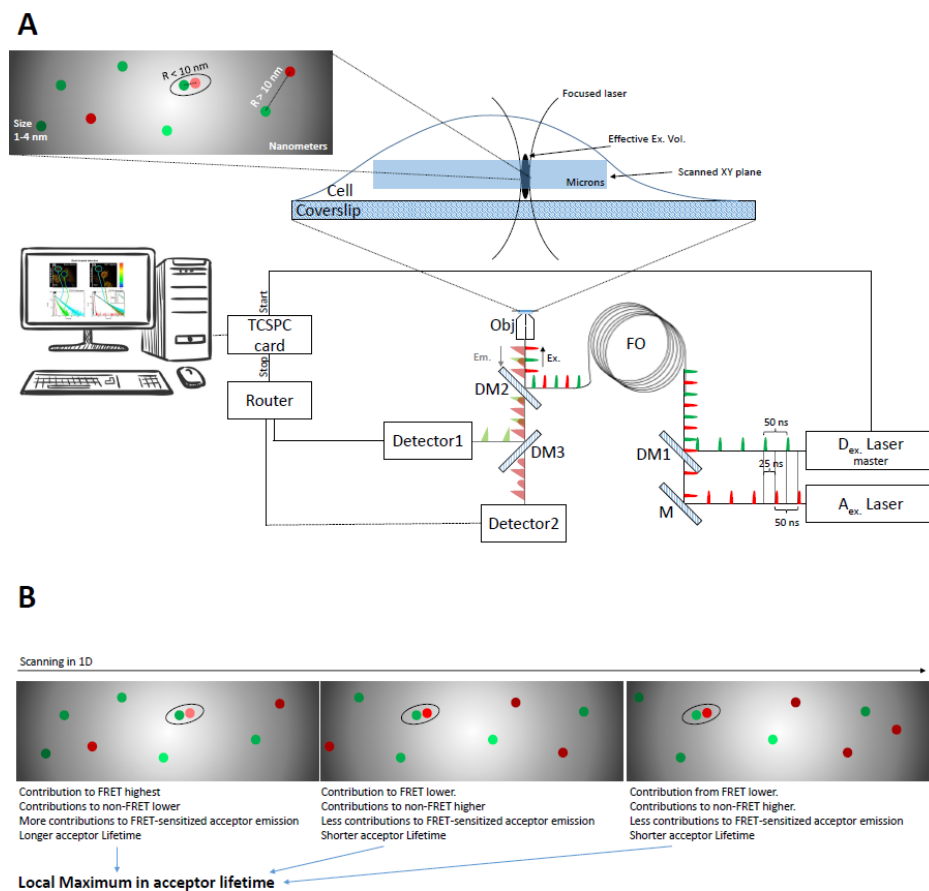 A
R < 10 nm
R > 10 nm
Size
1-4 nm
Nanometers
Focused laser
Effective Ex. Vol.
Scanned XY plane
Microns
Cell
Coverslip
Start
TCSPC
card
Stop
Router
Obj
Em.
Ex.
FO
DM2
Detector1
DM3
Detector2
DM1
M
50 ns
25 ns
50 ns
Dex. Laser
master
Aex. Laser
B
Scanning in 1D
Contribution to FRET highest
Contributions to non-FRET lower
More contributions to FRET-sensitized acceptor emission
Longer acceptor Lifetime
Contribution to FRET lower.
Contributions to non-FRET higher
Less contributions to FRET-sensitized acceptor emission
Shorter acceptor Lifetime
Contribution from FRET lower.
Contributions to non-FRET higher.
Less contributions to FRET-sensitized acceptor emission
Shorter acceptor Lifetime
Local Maximum in acceptor lifetime